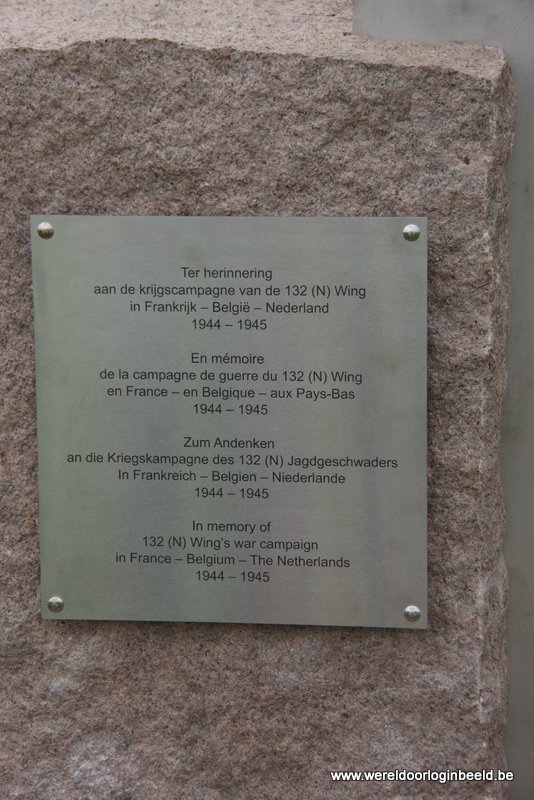 Ter herinnering
aan de krijgscampagne van de 132 (N) Wing
in Frankrijk – België – Nederland
1944 – 1945
En mémoire
de la campagne de guerre du 132 (N) Wing
en France – en Belgique – aux Pays-Bas
1944 – 1945
Zum Andenken
an die Kriegskampagne des 132 (N) Jagdgeschwaders
In Frankreich – Belgien – Niederlande
1944 – 1945
In memory of
132 (N) Wing's war campaign
in France – Belgium – The Netherlands
1944 – 1945
www.wereldoorloginbeeld.be